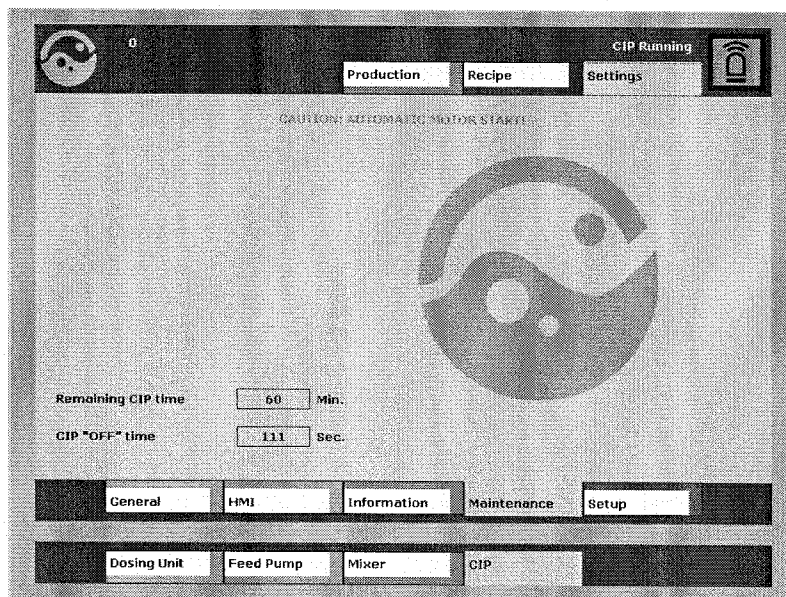 0
CIP Running
Production Recipe Settings
CAUTION: AUTOMATIC MOTOR START!
Remaining CIP time 60 Min.
CIP "OFF" time 111 Sec.
General HMI Information Maintenance Setup
Dosing Unit Feed Pump Mixer CIP